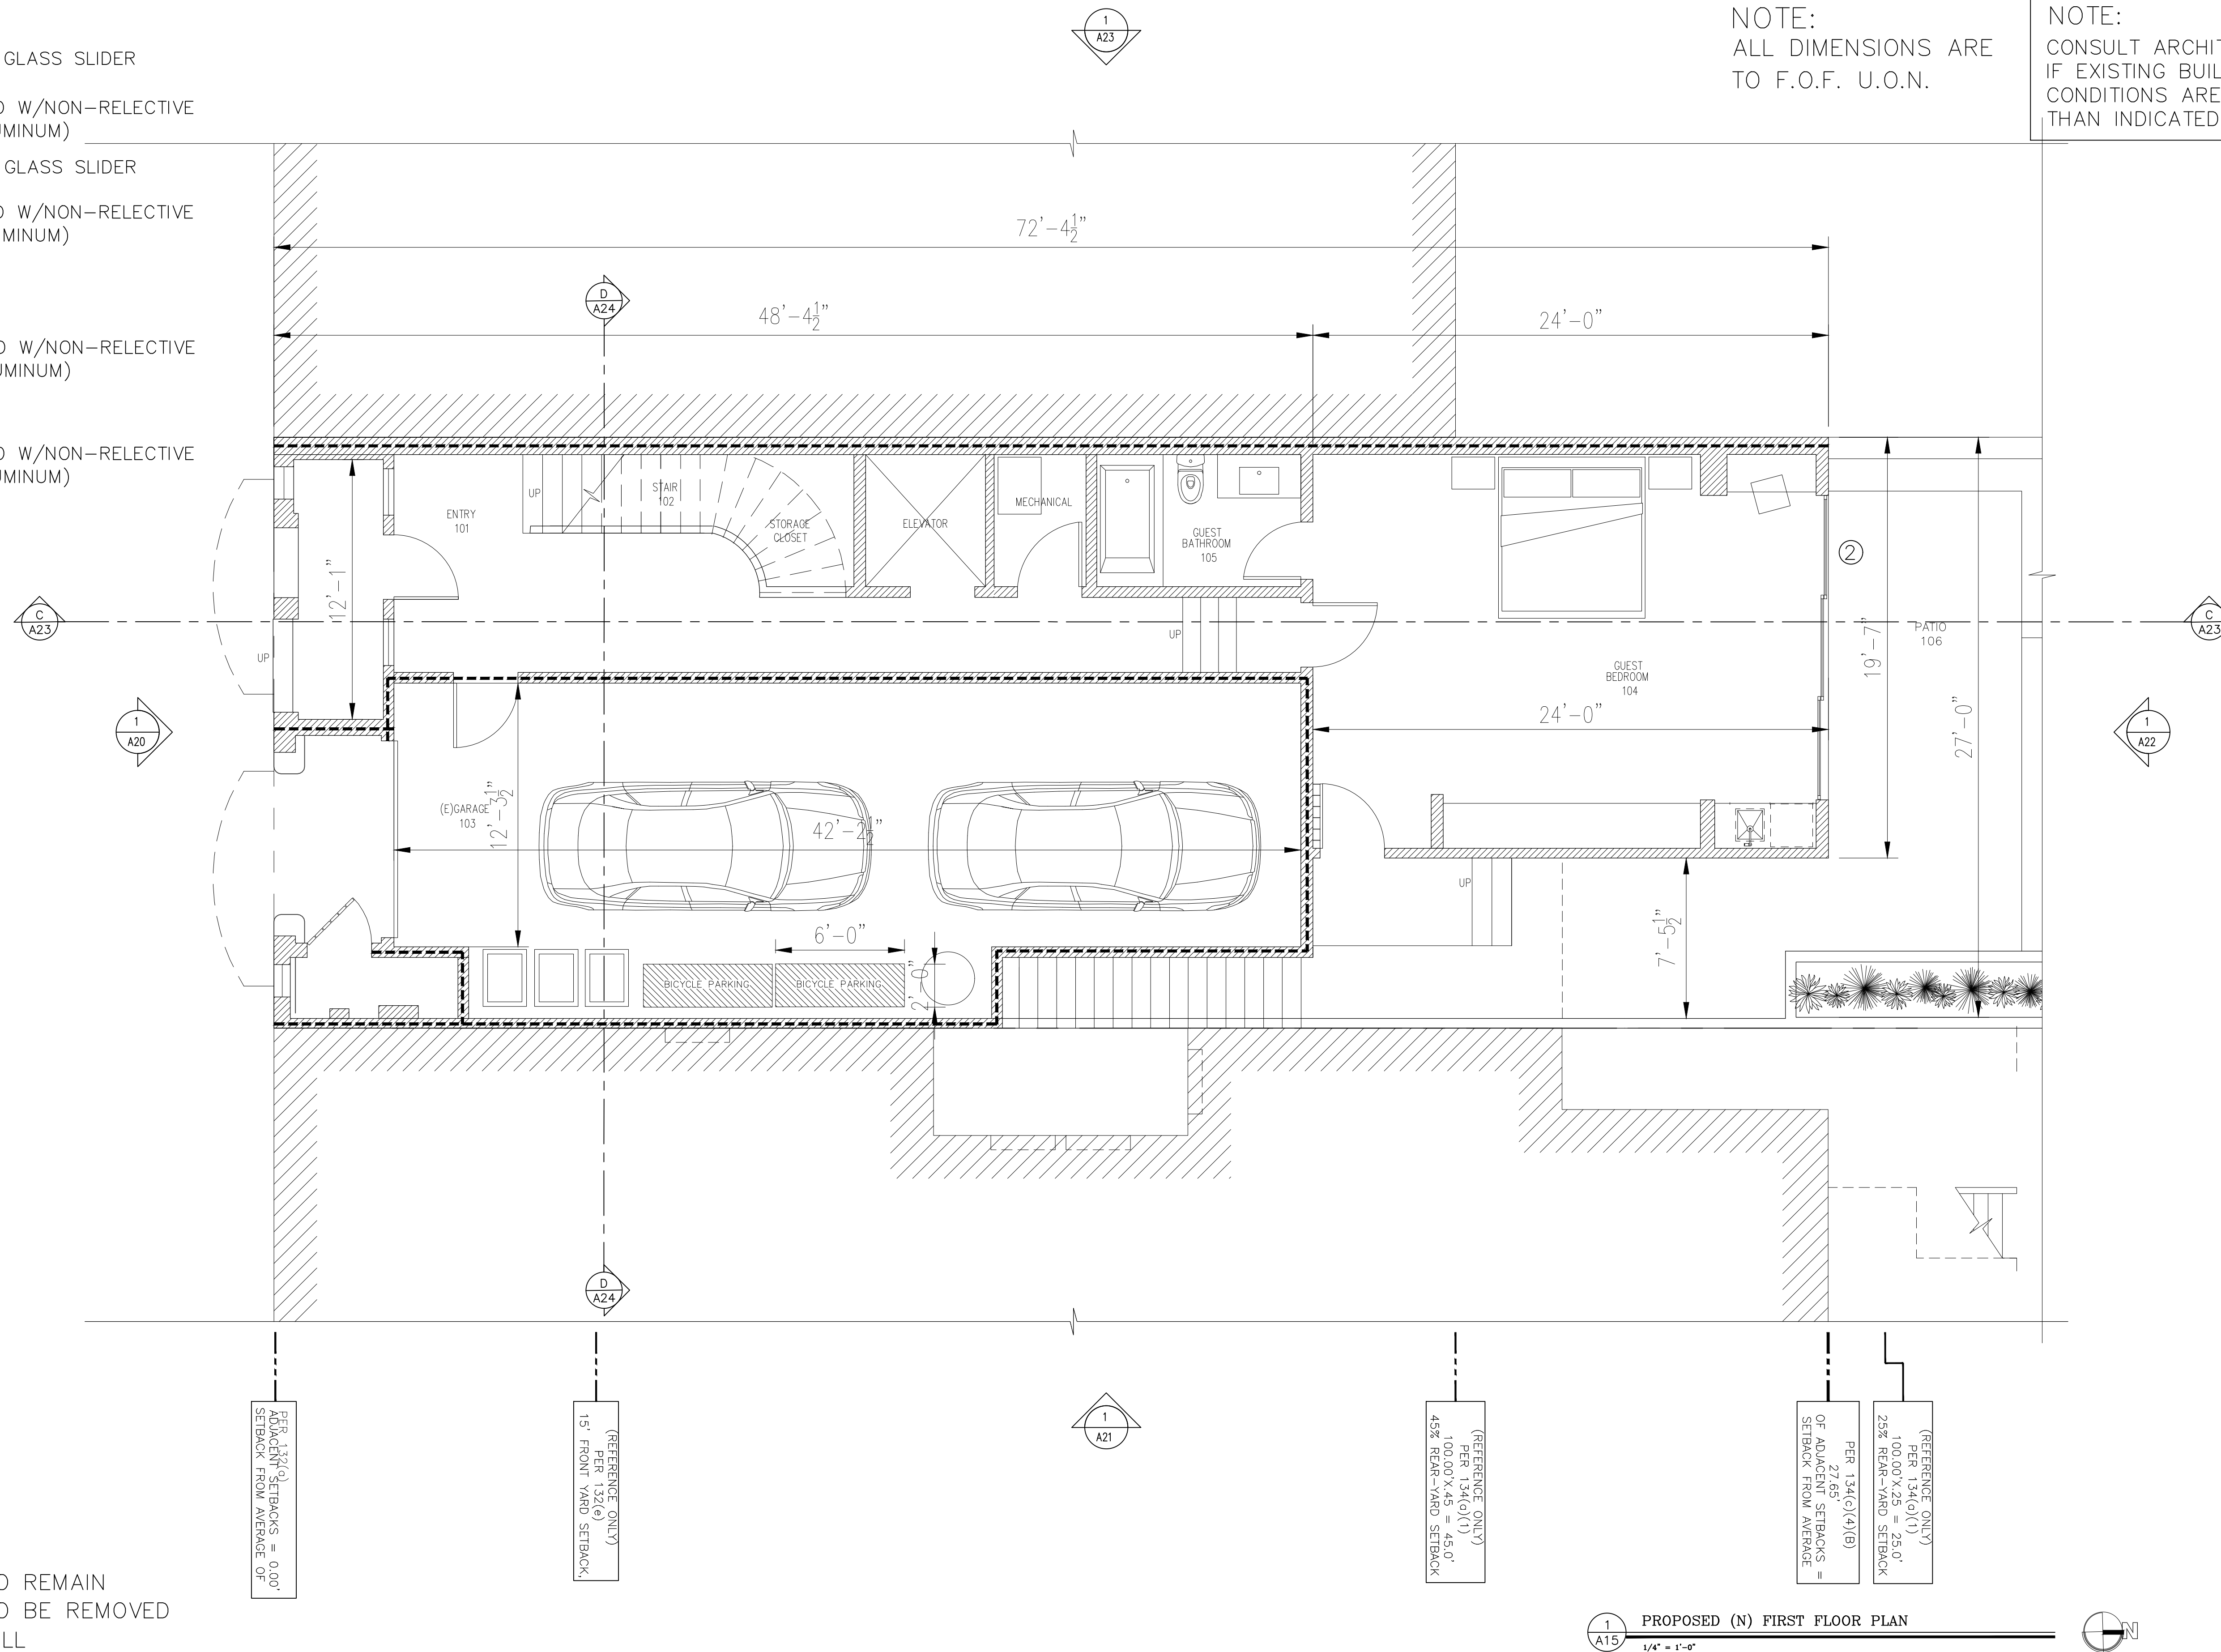 1
A23
NOTE:
ALL DIMENSIONS ARE
TO F.O.F. U.O.N.
NOTE:
CONSULT
IF EXISTING
CONDITIONS ARE
THAN INDICATED
GLASS SLIDER
W/NON-RELECTIVE
GLASS SLIDER
W/NON-RELECTIVE
W/NON-RELECTIVE
W/NON-RELECTIVE
72'-4½"
D
A24
48'-4½"
24'-0"
ENTRY
101
UP
STAIR
102
STORAGE
CLOSET
ELEVATOR
MECHANICAL
GUEST
BATHROOM
105
2
12'-1"
C
A23
UP
UP
19'-7"
PATIO
106
C
A23
GUEST
BEDROOM
104
24'-0"
27'-0"
1
A20
1
A22
(E)GARAGE
103
12'-3½"
42'-2½"
UP
7'-5½"
6'-0"
2'-0"
BICYCLE PARKING
BICYCLE PARKING
D
A24
1
A21
PER 132(a)
ADJACENT SETBACKS = 0.00'
SETBACK FROM AVERAGE OF
(REFERENCE ONLY)
PER 132(e)
15' FRONT YARD SETBACK,
(REFERENCE ONLY)
PER 134(a)(1)
100.00'X.45 = 45.0'
45% REAR-YARD SETBACK
PER 134(c)(4)(B)
27.65'
OF ADJACENT SETBACKS =
SETBACK FROM AVERAGE
(REFERENCE ONLY)
PER 134(a)(1)
100.00'X.25 = 25.0'
25% REAR-YARD SETBACK
REMAIN
BE REMOVED
1
A15
PROPOSED (N) FIRST FLOOR PLAN
1/4" = 1'-0"
N